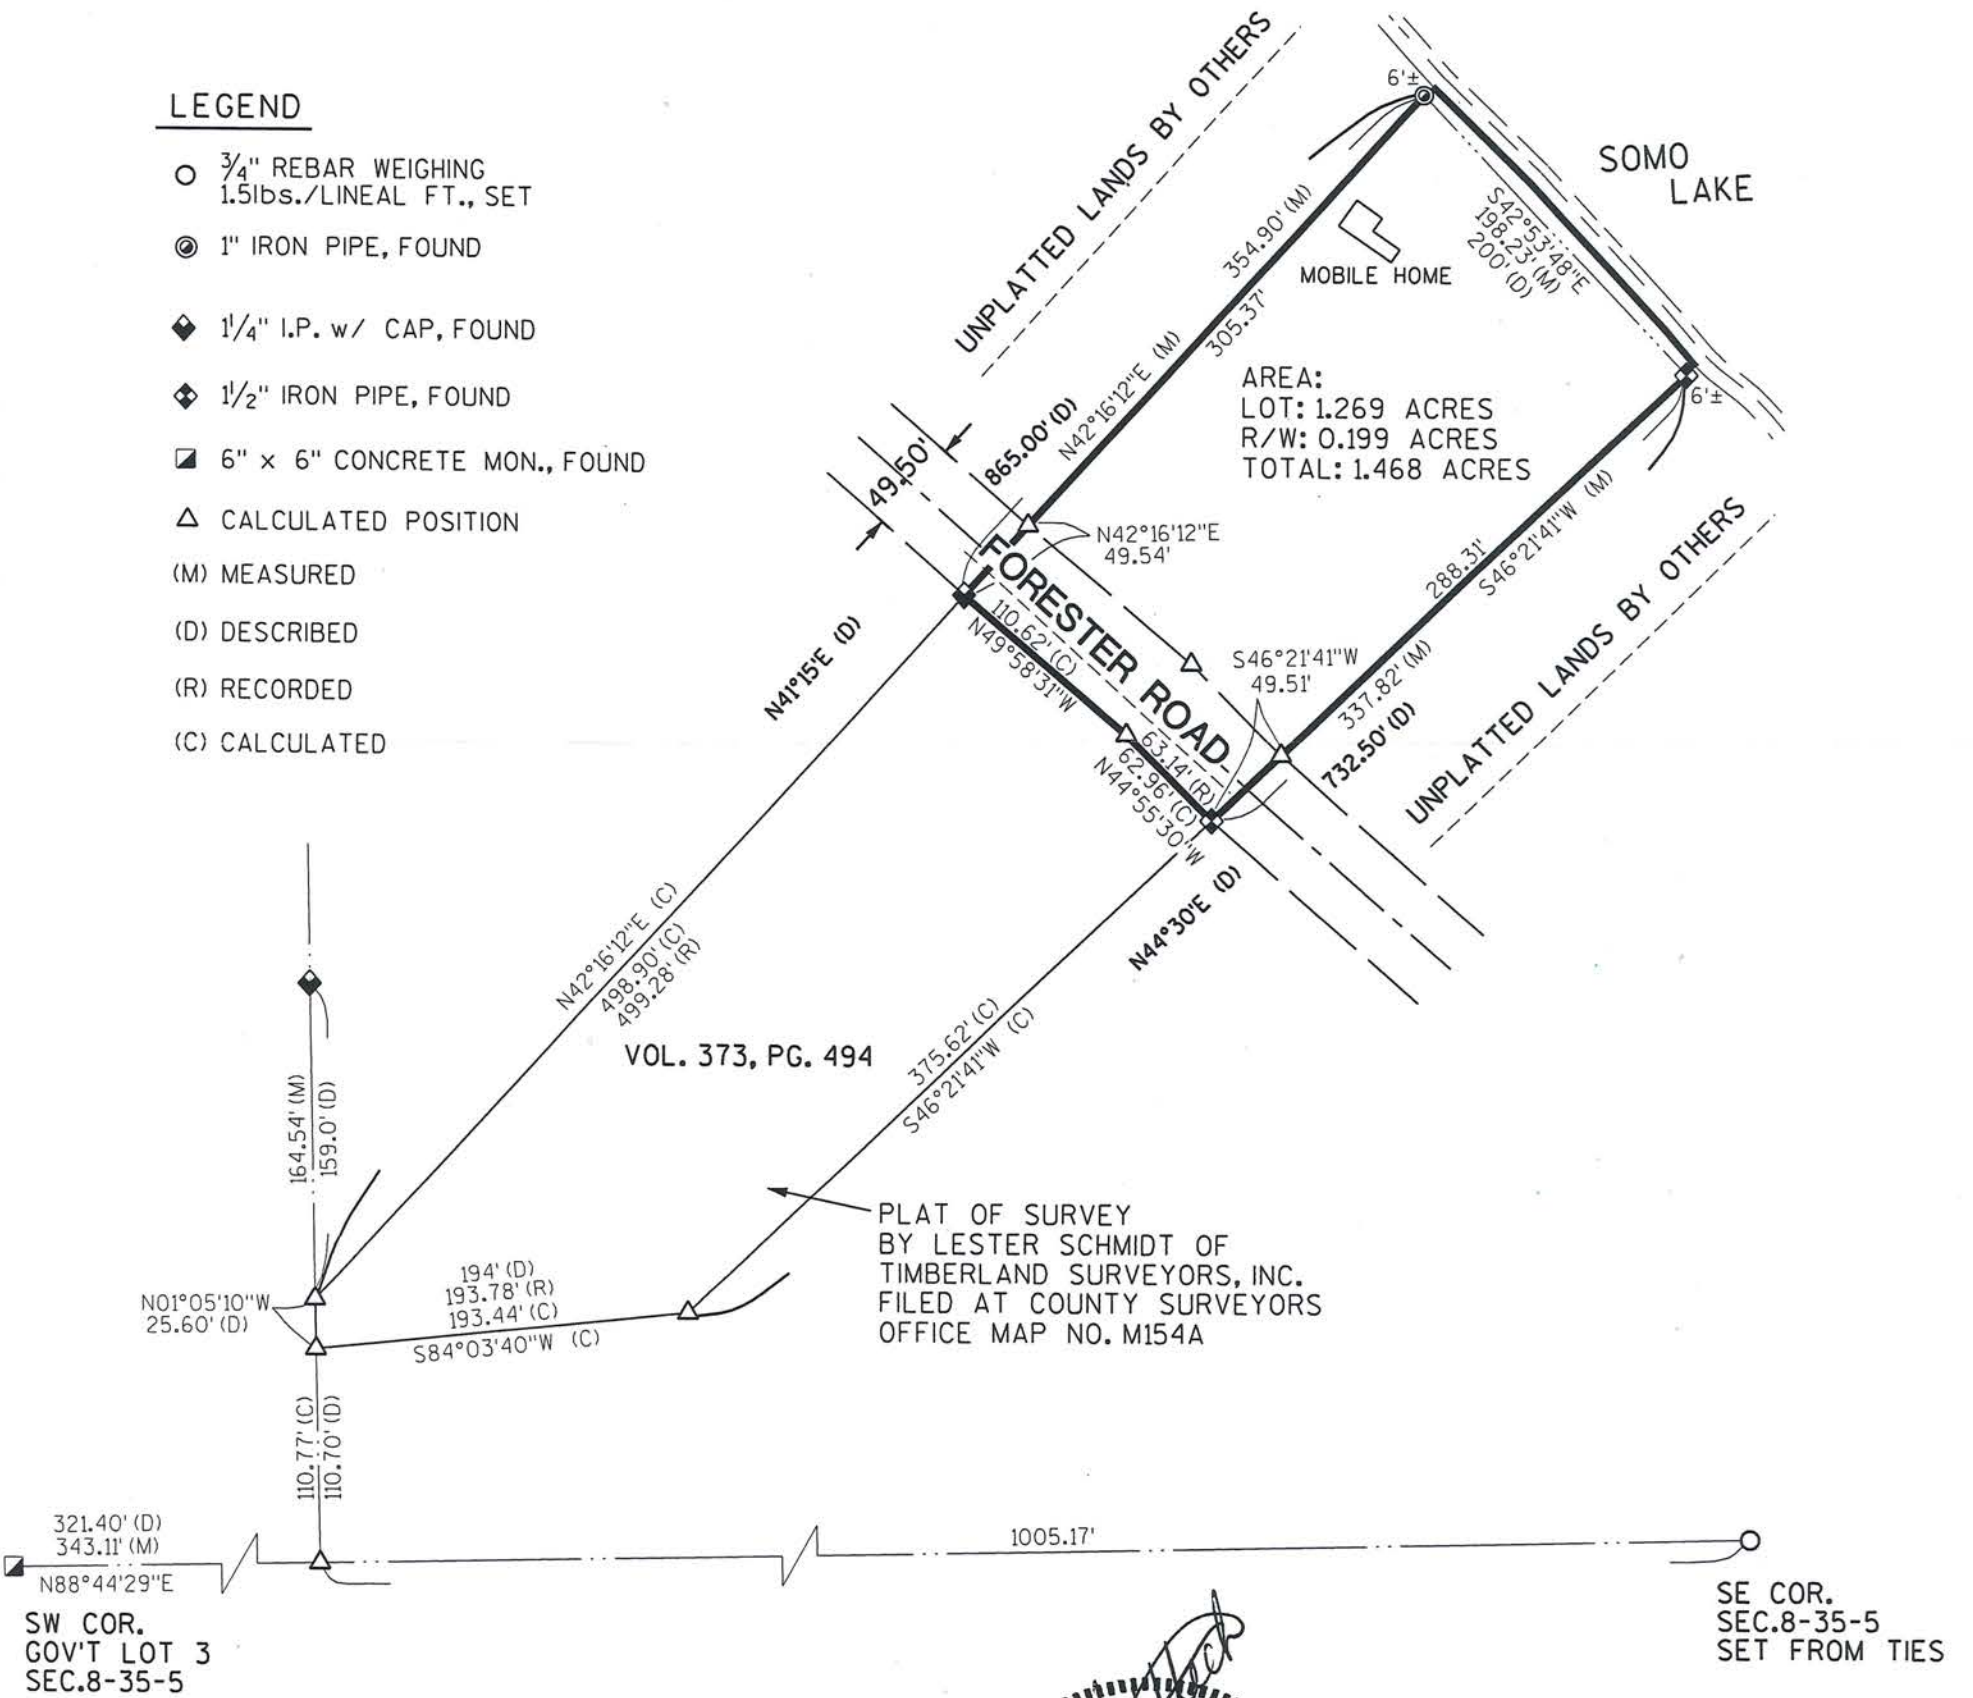 LEGEND
3/4" REBAR WEIGHING
1.5lbs./LINEAL FT., SET
1" IRON PIPE, FOUND
1 1/4" I.P. w/ CAP, FOUND
1 1/2" IRON PIPE, FOUND
6" x 6" CONCRETE MON., FOUND
CALCULATED POSITION
(M) MEASURED
(D) DESCRIBED
(R) RECORDED
(C) CALCULATED
UNPLATTED LANDS BY OTHERS
6'±
SOMO
LAKE
S42°53'48"E
198.23' (M)
200' (D)
354.90' (M)
305.37'
N42°16'12"E (M)
MOBILE HOME
6'±
AREA:
LOT: 1.269 ACRES
R/W: 0.199 ACRES
TOTAL: 1.468 ACRES
865.00' (D)
49.50'
N42°16'12"E
49.54'
FORESTER ROAD
110.62' (C)
N49°58'31"W
63.14' (R)
62.96' (C)
N44°55'30"W
S46°21'41"W
49.51'
288.31'
S46°21'41"W (M)
337.82' (M)
732.50' (D)
UNPLATTED LANDS BY OTHERS
N41°15'E (D)
N44°30'E (D)
N42°16'12"E (C)
498.90' (C)
499.28' (R)
VOL. 373, PG. 494
375.62' (C)
S46°21'41"W (C)
164.54' (M)
159.0' (D)
PLAT OF SURVEY
BY LESTER SCHMIDT OF
TIMBERLAND SURVEYORS, INC.
FILED AT COUNTY SURVEYORS
OFFICE MAP NO. M154A
N01°05'10"W
25.60' (D)
194' (D)
193.78' (R)
193.44' (C)
S84°03'40"W (C)
110.77' (C)
110.70' (D)
321.40' (D)
343.11' (M)
N88°44'29"E
1005.17'
SW COR.
GOV'T LOT 3
SEC.8-35-5
SE COR.
SEC.8-35-5
SET FROM TIES